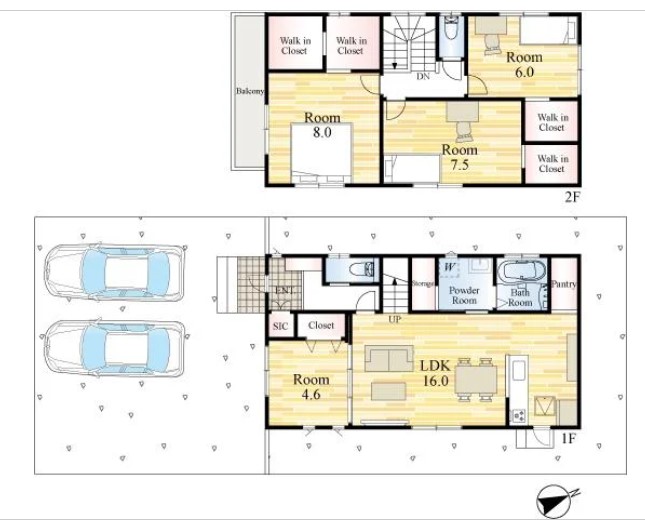 Walk in
Closet
Walk in
Closet
DN
Room
6.0
Balcony
Room
8.0
Room
7.5
Walk in
Closet
Walk in
Closet
2F
ENT
UP
Storage
W
Powder
Room
Bath
Room
Pantry
SIC
Closet
Room
4.6
LDK
16.0
1F
N